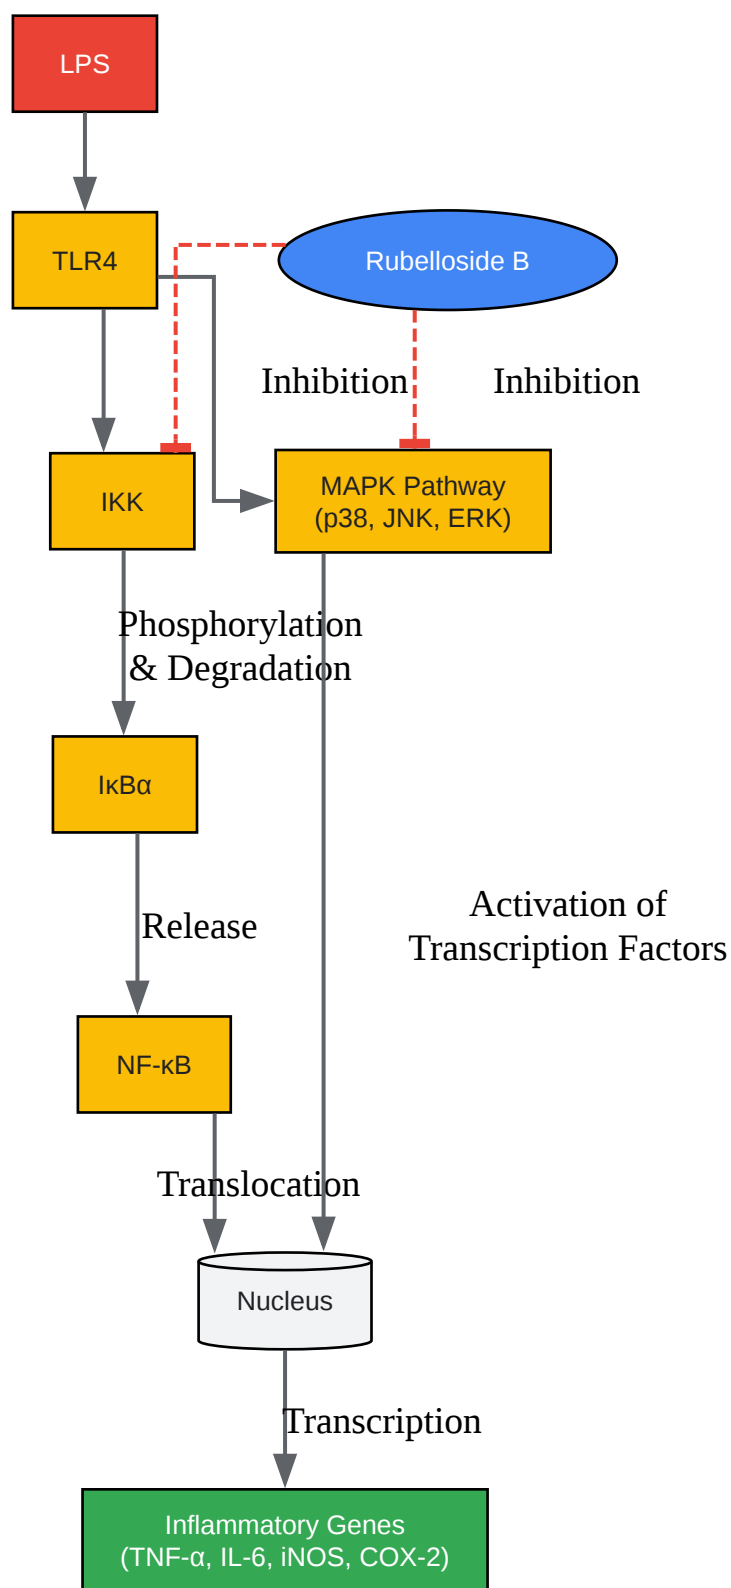 LPS
TLR4
Rubelloside B
Inhibition
Inhibition
IKK
MAPK Pathway
(p38, JNK, ERK)
Phosphorylation
& Degradation
IκBα
Release
Activation of
Transcription Factors
NF-κB
Translocation
Nucleus
Transcription
Inflammatory Genes
(TNF-α, IL-6, iNOS, COX-2)